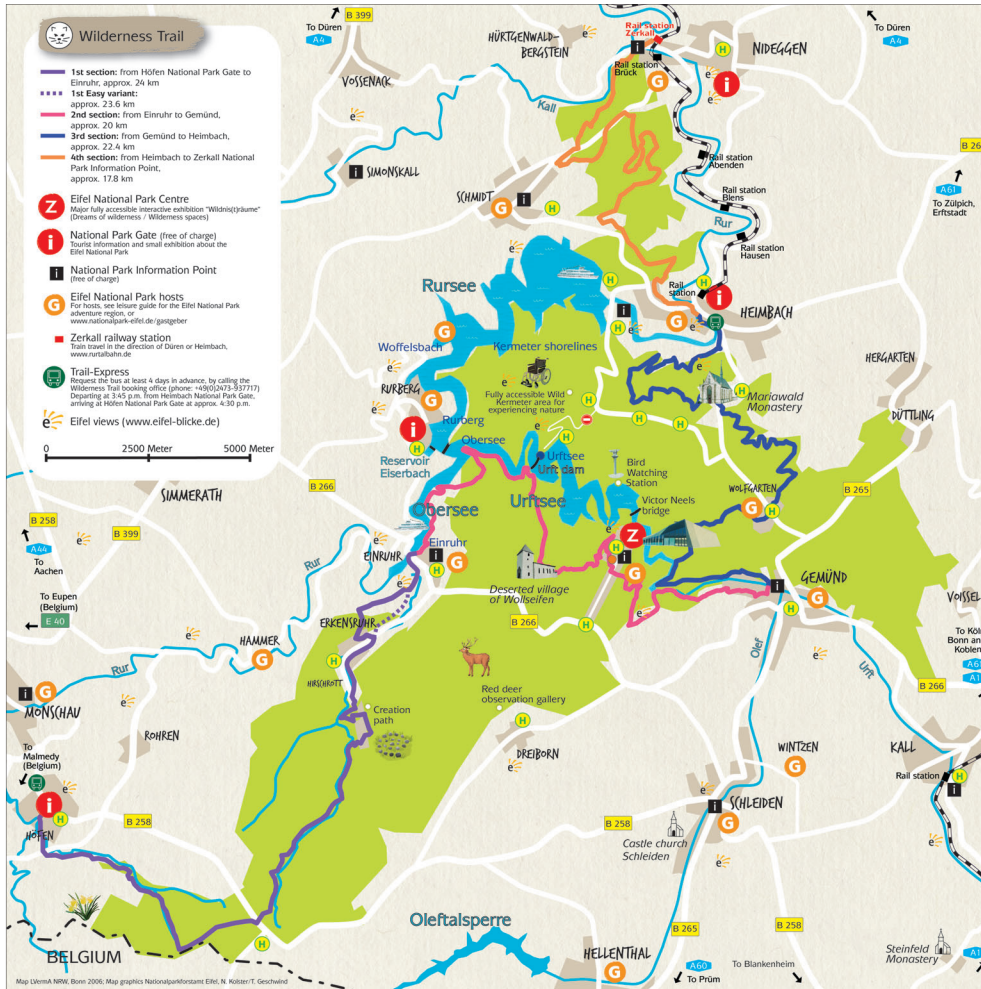 Wilderness Trail
1st section: from Höfen National Park Gate to
Einruhr, approx. 24 km
1st Easy variant:
approx. 23.6 km
2nd section: from Einruhr to Gemünd,
approx. 20 km
3rd section: from Gemünd to Heimbach,
approx. 22.4 km
4th section: from Heimbach to Zerkall National
Park Information Point,
approx. 17.8 km
Z
Eifel National Park Centre
Major fully accessible interactive exhibition "Wildnis(t)räume"
(Dreams of wilderness / Wilderness spaces)
i
National Park Gate (free of charge)
Tourist information and small exhibition about the
Eifel National Park
i
National Park Information Point
(free of charge)
G
Eifel National Park hosts
For hosts, see leisure guide for the Eifel National Park
adventure region, or
www.nationalpark-eifel.de/gastgeber
Zerkall railway station
Train travel in the direction of Düren or Heimbach,
www.rurtalbahn.de
Trail-Express
Request the bus at least 4 days in advance, by calling the
Wilderness Trail booking office (phone: +49(0)2473-937717)
Departing at 3:45 p.m. from Heimbach National Park Gate,
arriving at Höfen National Park Gate at approx. 4:30 p.m.
e
Eifel views (www.eifel-blicke.de)
0
2500 Meter
5000 Meter
To Düren
A4
B 399
VOSSENACK
HÜRTGENWALD-
BERGSTEIN
Rail station
Zerkall
Rail station
Brück
NIDEGGEN
To Düren
A4
Kall
SIMONSKALL
SCHMIDT
Rail station
Abenden
Rail station
Blens
Rur
Rail station
Hausen
B 26
A61
To Zülpich,
Erftstadt
Rail
station
HEIMBACH
HERGARTEN
DÜTTLING
Rursee
Woffelsbach
Kermeter shorelines
RURBERG
Fully accessible Wild
Kermeter area for
experiencing nature
Mariawald
Monastery
Rurberg
Obersee
Reservoir
Eiserbach
Urftsee
Urft dam
Bird
Watching
Station
Urftsee
Victor Neels
bridge
WOLFGARTEN
B 265
SIMMERATH
B 266
B 258
B 399
A44
To
Aachen
Obersee
Einruhr
EINRUHR
Rur
To Eupen
(Belgium)
E 40
Deserted village
of Wollseifen
Z
GEMÜND
VOISSEL
To Köl
Bonn an
Koblen
A6
A1
ERKENSRUHR
HAMMER
B 266
Olef
Urft
B 266
Rur
MONSCHAU
HIRSCHROTT
Creation
path
Red deer
observation gallery
ROHREN
DREIBORN
WINTZEN
KALL
Rail station
To
Malmedy
(Belgium)
HÖFEN
B 258
SCHLEIDEN
Castle church
Schleiden
Oleftalsperre
BELGIUM
HELLENTHAL
B 265
A60
To Prüm
B 258
To Blankenheim
Steinfeld
Monastery
A1
Map LVermA NRW, Bonn 2006; Map graphics Nationalparkforstamt Eifel, N. Kolster/T. Geschwind